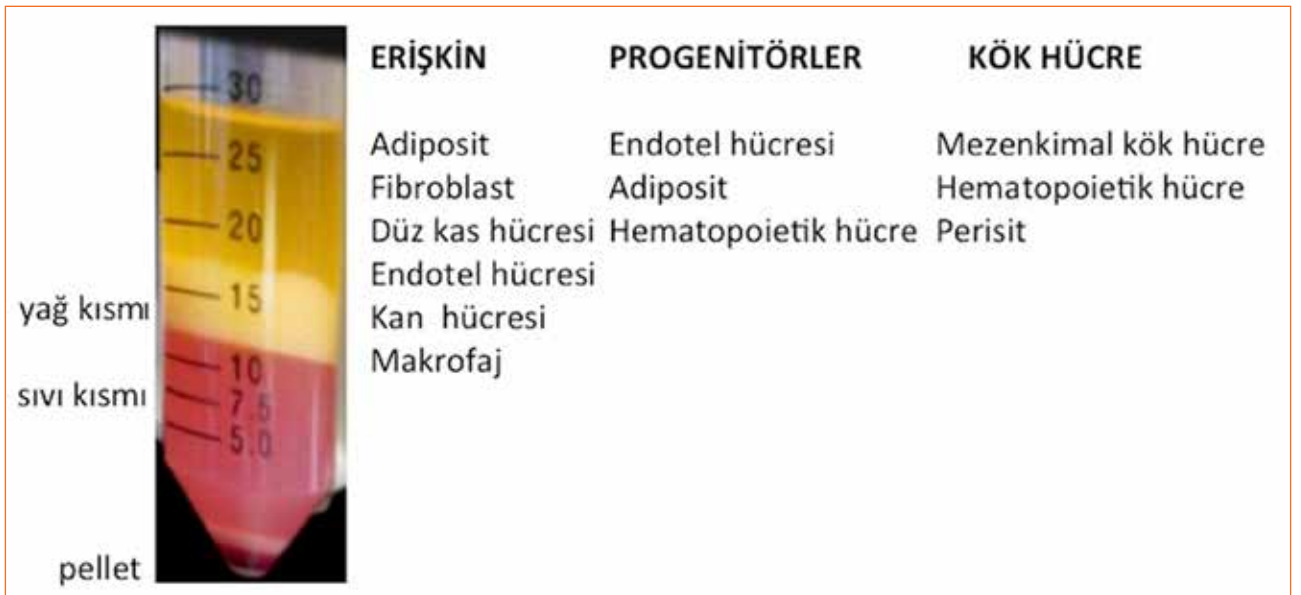 ERİŞKİN PROGENİTÖRLER KÖK HÜCRE
Adiposit Endotel hücresi Mezenkimal kök hücre
Fibroblast Adiposit Hematopoietik hücre
Düz kas hücresi Hematopoietik hücre Perisit
Endotel hücresi
Kan hücresi
Makrofaj
30
25
20
15
10
7.5
5.0
yağ kısmı
sıvı kısmı
pellet